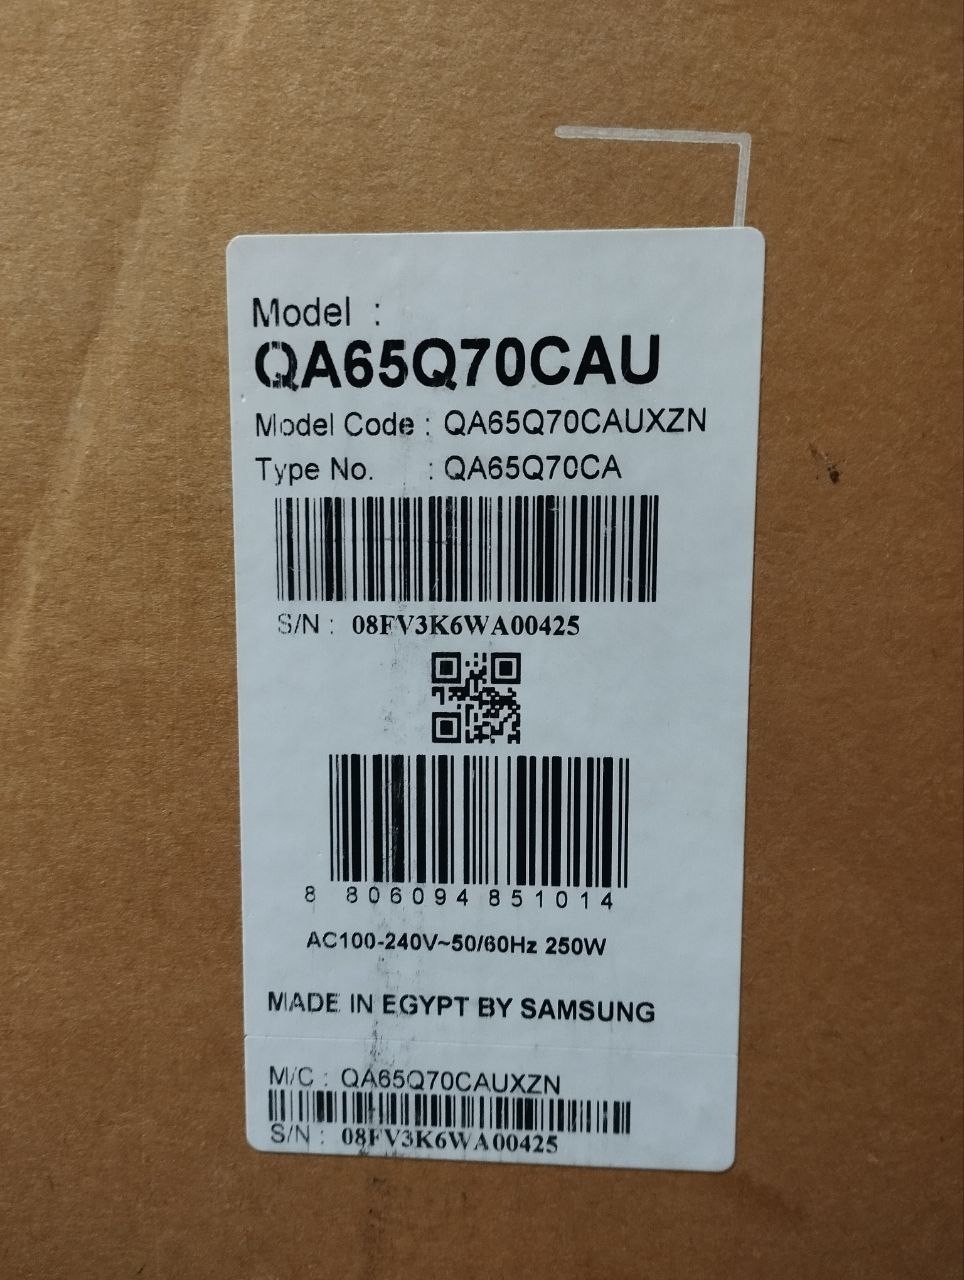 Model :
QA65Q70CAU
Model Code : QA65Q70CAUXZN
Type No. : QA65Q70CA
S/N : 08FV3K6WA00425
8 806094 851014
AC100-240V~50/60Hz 250W
MADE IN EGYPT BY SAMSUNG
M/C : QA65Q70CAUXZN
S/N : 08FV3K6WA00425